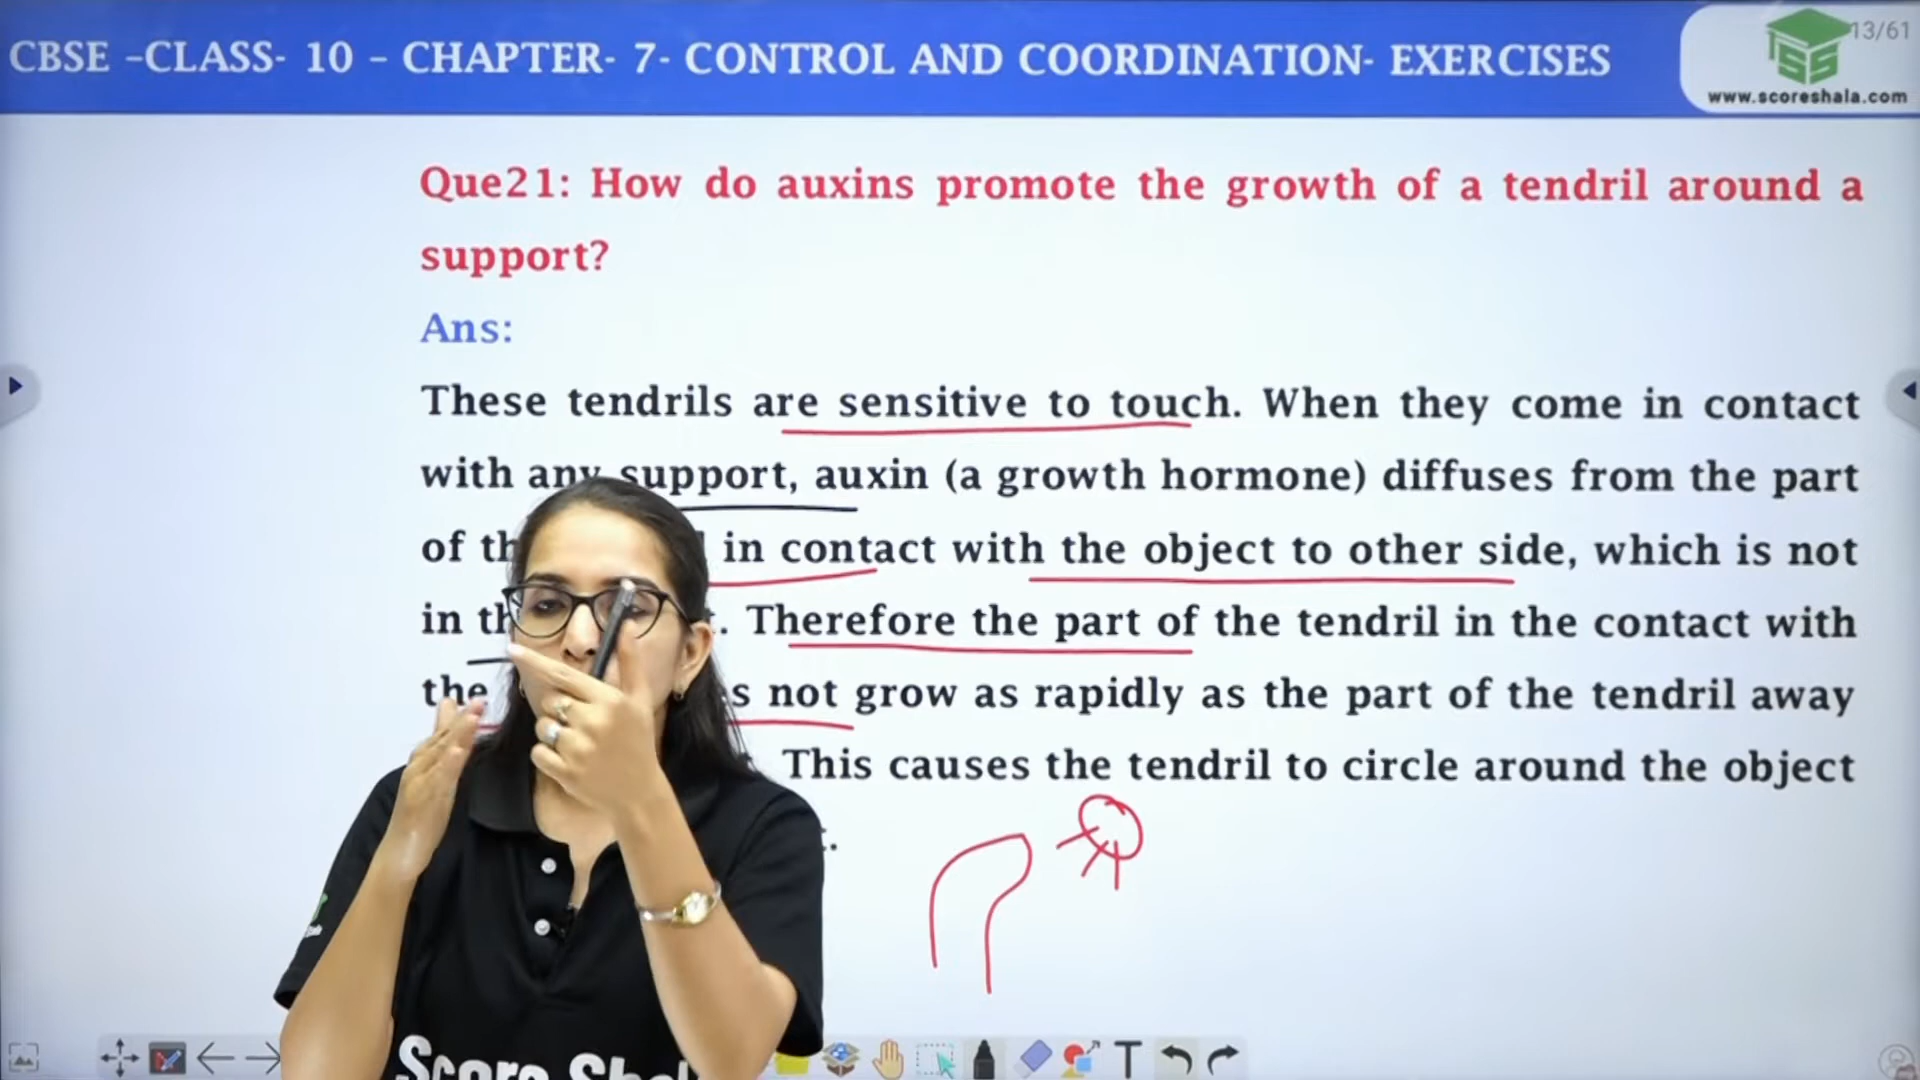 CBSE –CLASS- 10 – CHAPTER- 7- CONTROL AND COORDINATION- EXERCISES
13/61
www.scoreshala.com
Que21: How do auxins promote the growth of a tendril around a
support?
Ans:
These tendrils are sensitive to touch. When they come in contact
with any support, auxin (a growth hormone) diffuses from the part
of in contact with the object to other side, which is not
in Therefore the part of the tendril in the contact with
the not grow as rapidly as the part of the tendril away
This causes the tendril to circle around the object
Score